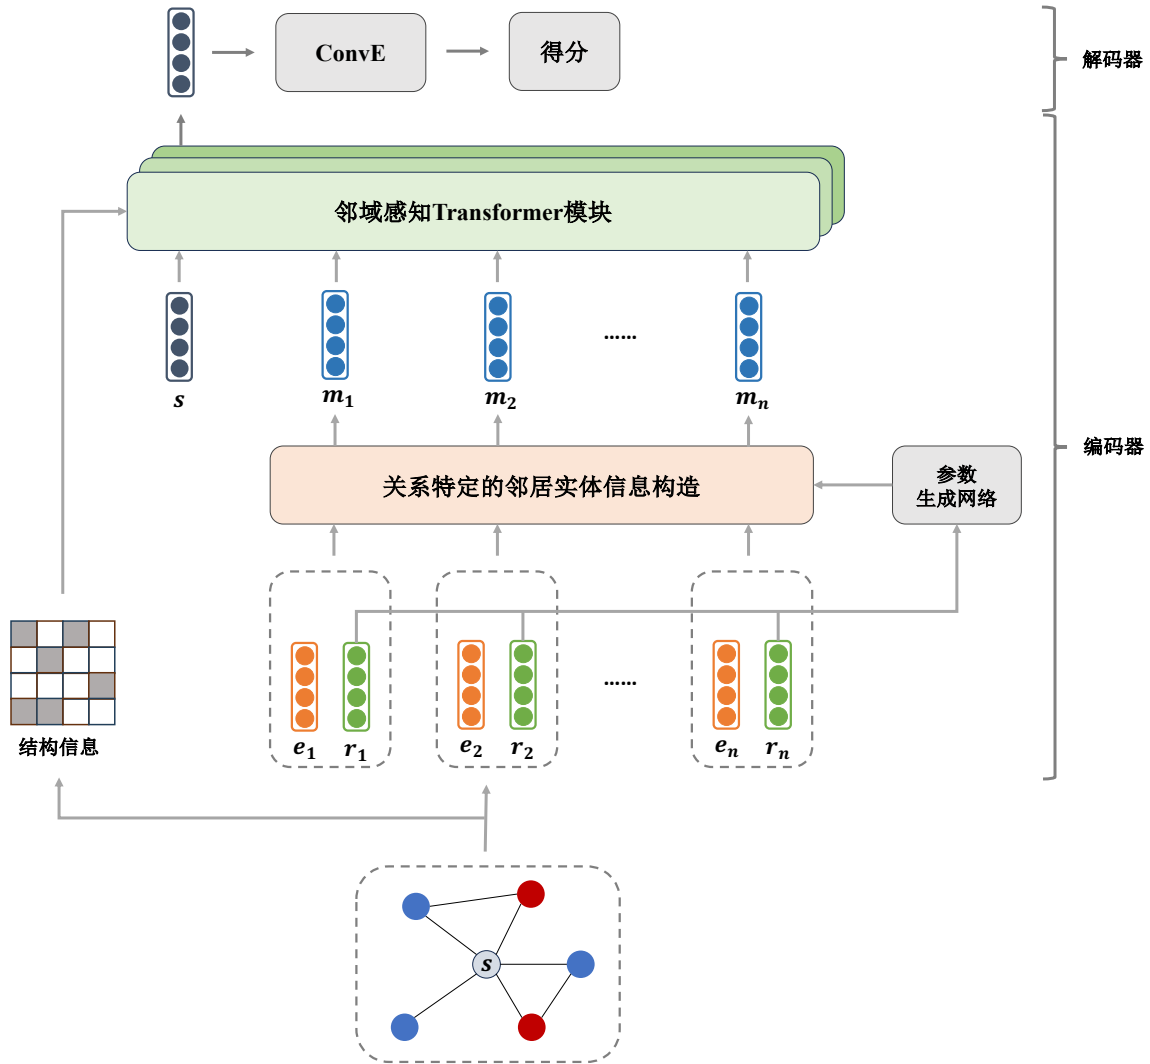 ConvE
得分
解码器
邻域感知Transformer模块
s
m₁
m₂
......
mₙ
编码器
关系特定的邻居实体信息构造
参数
生成网络
结构信息
e₁
r₁
e₂
r₂
......
eₙ
rₙ
s